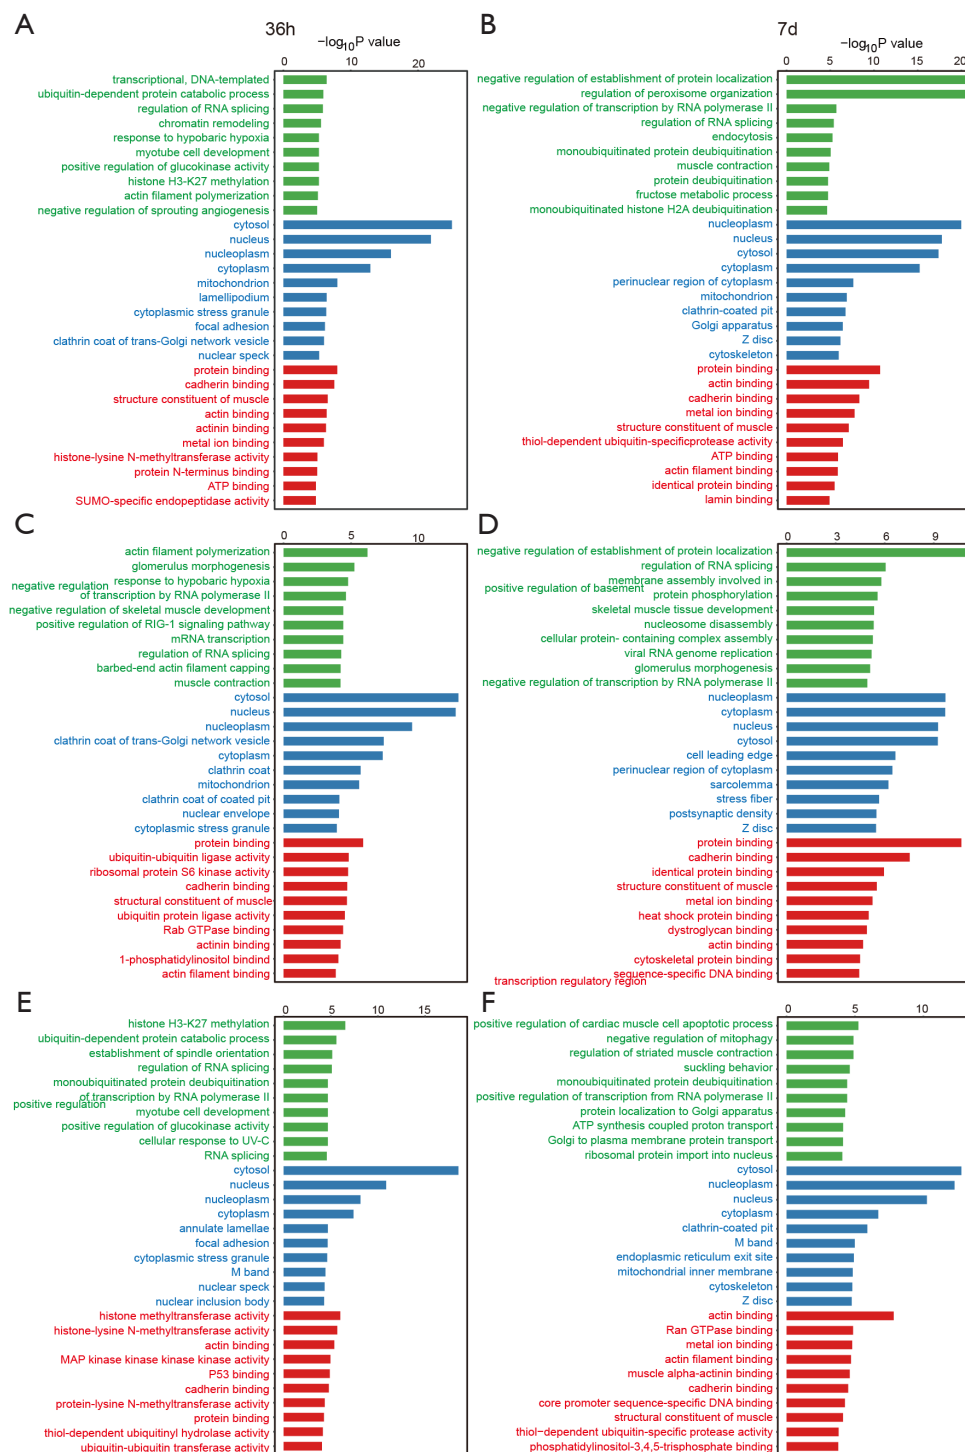 A
36h
−log10P value
0 10 20
transcriptional, DNA-templated
ubiquitin-dependent protein catabolic process
regulation of RNA splicing
chromatin remodeling
response to hypobaric hypoxia
myotube cell development
positive regulation of glucokinase activity
histone H3-K27 methylation
actin filament polymerization
negative regulation of sprouting angiogenesis
cytosol
nucleus
nucleoplasm
cytoplasm
mitochondrion
lamellipodium
cytoplasmic stress granule
focal adhesion
clathrin coat of trans-Golgi network vesicle
nuclear speck
protein binding
cadherin binding
structure constituent of muscle
actin binding
actinin binding
metal ion binding
histone-lysine N-methyltransferase activity
protein N-terminus binding
ATP binding
SUMO-specific endopeptidase activity
B
7d
−log10P value
0 5 10 15 20
negative regulation of establishment of protein localization
regulation of peroxisome organization
negative regulation of transcription by RNA polymerase II
regulation of RNA splicing
endocytosis
monoubiquitinated protein deubiquitination
muscle contraction
protein deubiquitination
fructose metabolic process
monoubiquitinated histone H2A deubiquitination
nucleoplasm
nucleus
cytosol
cytoplasm
perinuclear region of cytoplasm
mitochondrion
clathrin-coated pit
Golgi apparatus
Z disc
cytoskeleton
protein binding
actin binding
cadherin binding
metal ion binding
structure constituent of muscle
thiol-dependent ubiquitin-specificprotease activity
ATP binding
actin filament binding
identical protein binding
lamin binding
C
0 5 10
actin filament polymerization
glomerulus morphogenesis
response to hypobaric hypoxia
negative regulation
of transcription by RNA polymerase II
negative regulation of skeletal muscle development
positive regulation of RIG-1 signaling pathway
mRNA transcription
regulation of RNA splicing
barbed-end actin filament capping
muscle contraction
cytosol
nucleus
nucleoplasm
clathrin coat of trans-Golgi network vesicle
cytoplasm
clathrin coat
mitochondrion
clathrin coat of coated pit
nuclear envelope
cytoplasmic stress granule
protein binding
ubiquitin-ubiquitin ligase activity
ribosomal protein S6 kinase activity
cadherin binding
structural constituent of muscle
ubiquitin protein ligase activity
Rab GTPase binding
actinin binding
1-phosphatidylinositol bindind
actin filament binding
D
0 3 6 9
negative regulation of establishment of protein localization
regulation of RNA splicing
membrane assembly involved in
positive regulation of basement
protein phosphorylation
skeletal muscle tissue development
nucleosome disassembly
cellular protein- containing complex assembly
viral RNA genome replication
glomerulus morphogenesis
negative regulation of transcription by RNA polymerase II
nucleoplasm
cytoplasm
nucleus
cytosol
cell leading edge
perinuclear region of cytoplasm
sarcolemma
stress fiber
postsynaptic density
Z disc
protein binding
cadherin binding
identical protein binding
structure constituent of muscle
metal ion binding
heat shock protein binding
dystroglycan binding
actin binding
cytoskeletal protein binding
sequence-specific DNA binding
transcription regulatory region
E
0 5 10 15
histone H3-K27 methylation
ubiquitin-dependent protein catabolic process
establishment of spindle orientation
regulation of RNA splicing
monoubiquitinated protein deubiquitination
of transcription by RNA polymerase II
positive regulation
myotube cell development
positive regulation of glucokinase activity
cellular response to UV-C
RNA splicing
cytosol
nucleus
nucleoplasm
cytoplasm
annulate lamellae
focal adhesion
cytoplasmic stress granule
M band
nuclear speck
nuclear inclusion body
histone methyltransferase activity
histone-lysine N-methyltransferase activity
actin binding
MAP kinase kinase kinase kinase activity
P53 binding
cadherin binding
protein-lysine N-methyltransferase activity
protein binding
thiol-dependent ubiquitinyl hydrolase activity
ubiquitin-ubiquitin transferase activity
F
0 5 10
positive regulation of cardiac muscle cell apoptotic process
negative regulation of mitophagy
regulation of striated muscle contraction
suckling behavior
monoubiquitinated protein deubiquitination
positive regulation of transcription from RNA polymerase II
protein localization to Golgi apparatus
ATP synthesis coupled proton transport
Golgi to plasma membrane protein transport
ribosomal protein import into nucleus
cytosol
nucleoplasm
nucleus
cytoplasm
clathrin-coated pit
M band
endoplasmic reticulum exit site
mitochondrial inner membrane
cytoskeleton
Z disc
actin binding
Ran GTPase binding
metal ion binding
actin filament binding
muscle alpha-actinin binding
cadherin binding
core promoter sequence-specific DNA binding
structural constituent of muscle
thiol−dependent ubiquitin-specific protease activity
phosphatidylinositol-3,4,5-trisphosphate binding